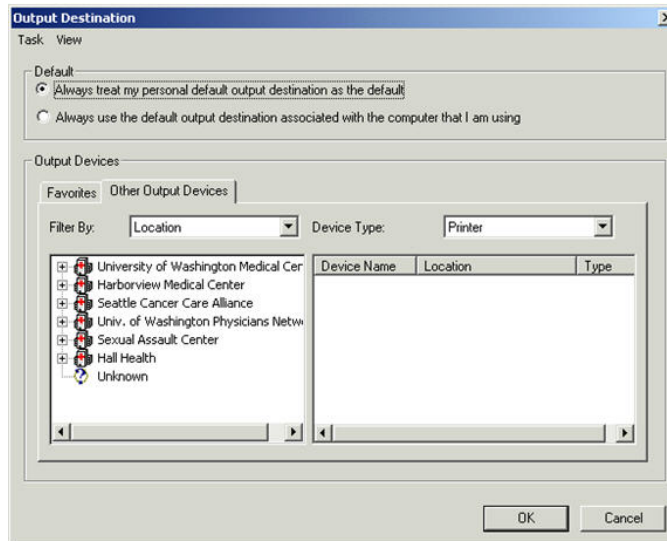 Output Destination
Task View
Default
Always treat my personal default output destination as the default
Always use the default output destination associated with the computer that I am using
Output Devices
Favorites Other Output Devices
Filter By: Location Device Type: Printer
Device Name Location Type
University of Washington Medical Cer
Harborview Medical Center
Seattle Cancer Care Alliance
Univ. of Washington Physicians Netw
Sexual Assault Center
Hall Health
Unknown
OK Cancel